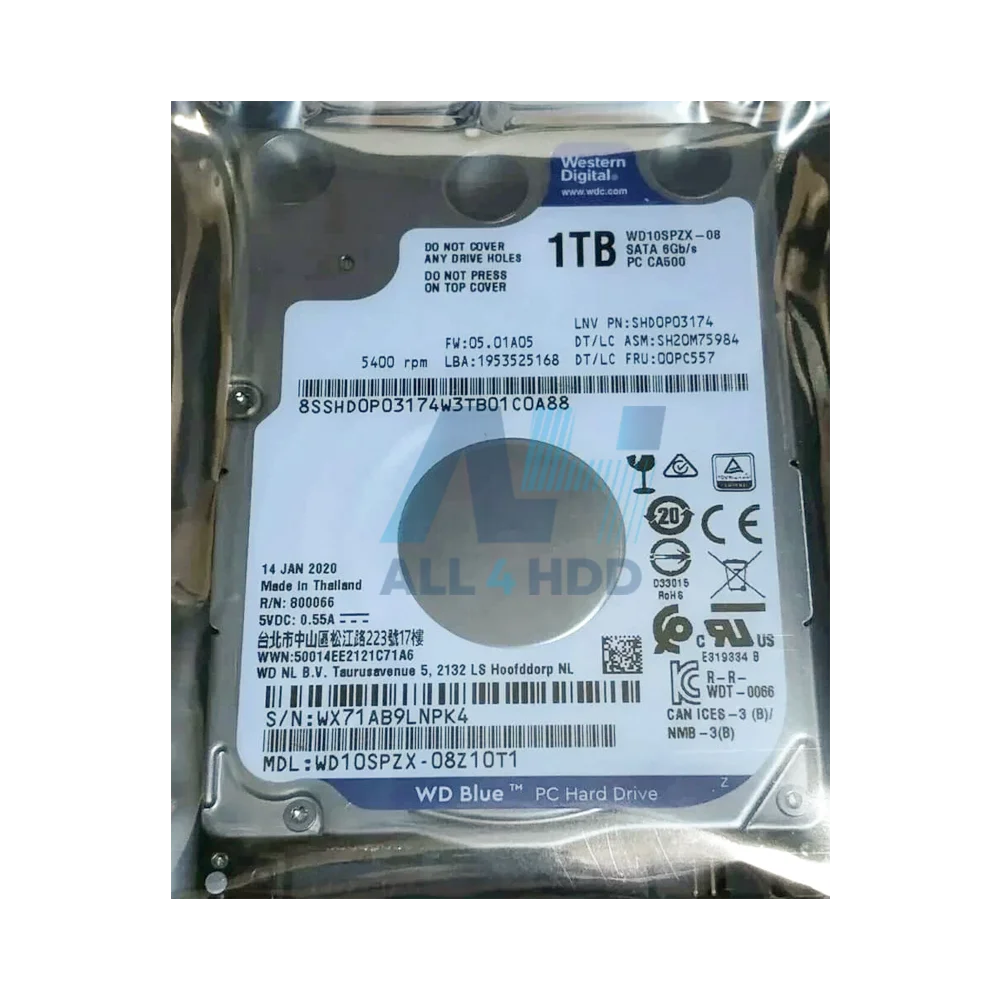 Western
Digital®
www.wdc.com
DO NOT COVER
ANY DRIVE HOLES
DO NOT PRESS
ON TOP COVER
1TB
WD10SPZX-08
SATA 6Gb/s
PC CA600
LNV PN:SHD0P03174
FW:05.01A05 DT/LC ASM:SH20M75984
5400 rpm LBA:1953525168 DT/LC FRU:00PC557
8SSHD0P03174W3TB01C0A88
ALL 4 HDD
20
CE
D33015
RoHS
14 JAN 2020
Made in Thailand
R/N: 800066
5VDC: 0.55A
台北市中山區松江路223號17樓
WWN:50014EE2121C71A6
WD NL B.V. Taurusavenue 5, 2132 LS Hoofddorp NL
C US
E319334 B
R-R-
WDT-0066
CAN ICES-3 (B)/
NMB-3(B)
S/N:WX71AB9LNPK4
MDL:WD10SPZX-08Z10T1
WD Blue™ PC Hard Drive
Z